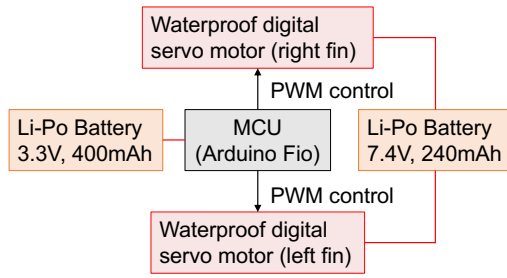 Waterproof digital
servo motor (right fin)
PWM control
Li-Po Battery
3.3V, 400mAh
MCU
(Arduino Fio)
Li-Po Battery
7.4V, 240mAh
PWM control
Waterproof digital
servo motor (left fin)